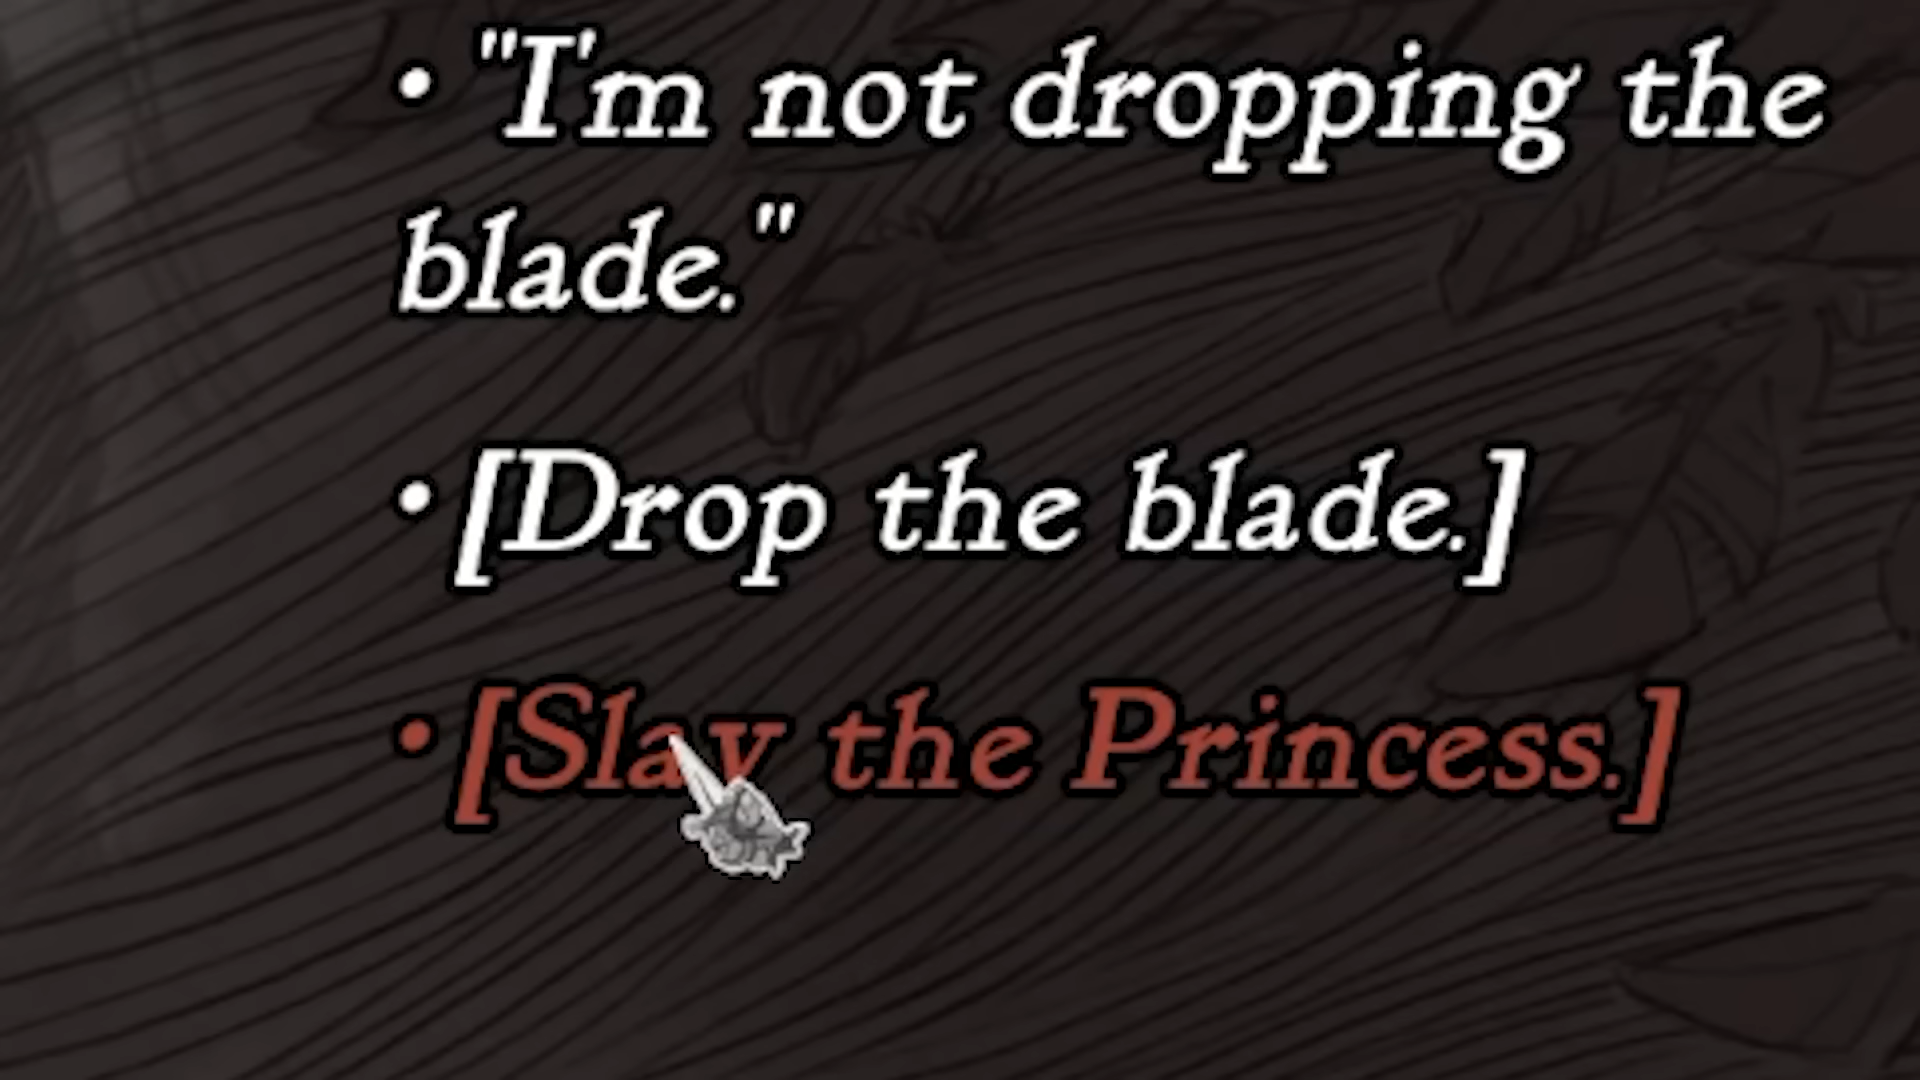 • "I'm not dropping the
blade."
• [Drop the blade.]
• [Slay the Princess.]